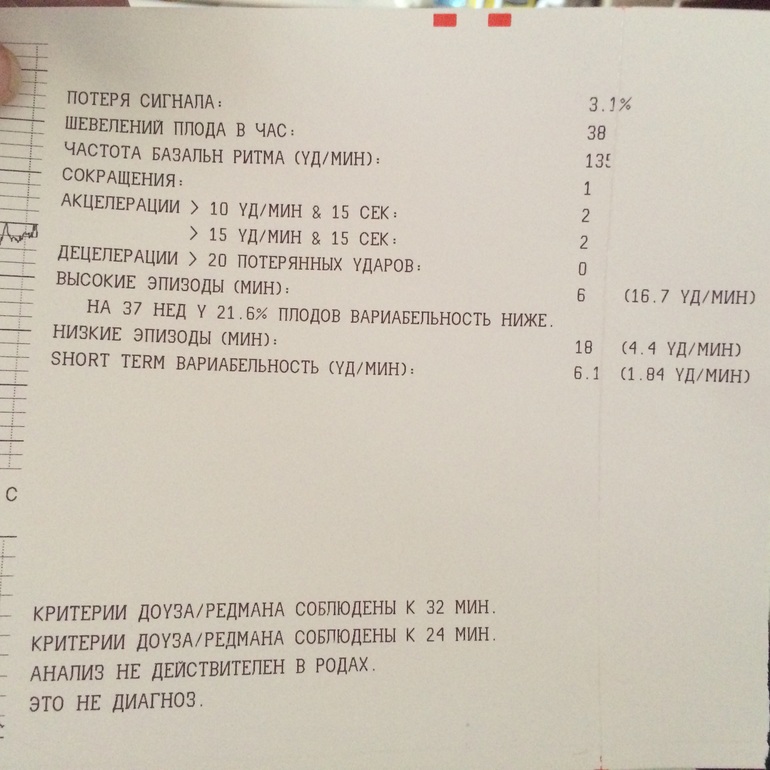 ПОТЕРЯ СИГНАЛА: 3.1%
ШЕВЕЛЕНИЙ ПЛОДА В ЧАС: 38
ЧАСТОТА БАЗАЛЬН РИТМА (УД/МИН): 135
СОКРАЩЕНИЯ: 1
АКЦЕЛЕРАЦИИ > 10 УД/МИН & 15 СЕК: 2
> 15 УД/МИН & 15 СЕК: 2
ДЕЦЕЛЕРАЦИИ > 20 ПОТЕРЯННЫХ УДАРОВ: 0
ВЫСОКИЕ ЭПИЗОДЫ (МИН): 6 (16.7 УД/МИН)
НА 37 НЕД У 21.6% ПЛОДОВ ВАРИАБЕЛЬНОСТЬ НИЖЕ.
НИЗКИЕ ЭПИЗОДЫ (МИН): 18 (4.4 УД/МИН)
SHORT TERM ВАРИАБЕЛЬНОСТЬ (УД/МИН): 6.1 (1.84 УД/МИН)
С
КРИТЕРИИ ДОУЗА/РЕДМАНА СОБЛЮДЕНЫ К 32 МИН.
КРИТЕРИИ ДОУЗА/РЕДМАНА СОБЛЮДЕНЫ К 24 МИН.
АНАЛИЗ НЕ ДЕЙСТВИТЕЛЕН В РОДАХ.
ЭТО НЕ ДИАГНОЗ.